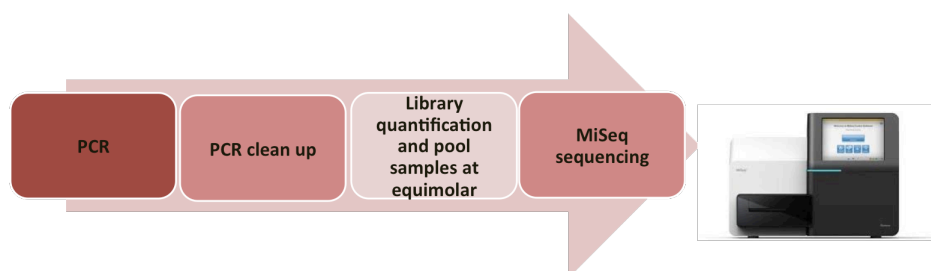 PCR
PCR clean up
Library
quantification
and pool
samples at
equimolar
MiSeq
sequencing